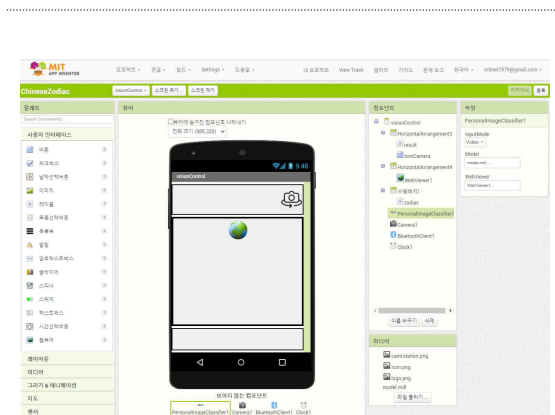 MIT
APP INVENTOR
프로젝트 연결 빌드 Settings 도움말 내 프로젝트 View Trash 갤러리 가이드 문제 보고 한국어 mtinet7979@gmail.com
ChineseZodiac visionControl 스크린 추가... 스크린 제거 디자이너 블록
팔레트 뷰어 컴포넌트 속성
Search Components...
사용자 인터페이스
버튼
체크박스
날짜선택버튼
이미지
레이블
목록선택버튼
목록뷰
알림
암호텍스트박스
슬라이더
스피너
스위치
텍스트박스
시간선택버튼
웹뷰어
레이아웃
미디어
그리기 & 애니메이션
지도
센서
뷰어에 숨겨진 컴포넌트 나타내기
전화 크기 (505,320)
9:48
visionControl
보이지 않는 컴포넌트
PersonalImageClassifier1 Camera1 BluetoothClient1 Clock1
visionControl
HorizontalArrangement3
result
turnCamera
HorizontalArrangement4
WebViewer1
수평배치1
zodiac
PersonalImageClassifier1
Camera1
BluetoothClient1
Clock1
이름 바꾸기 삭제
미디어
camrotation.png
icon.png
logo.png
model.mdl
파일 올리기 ...
PersonalImageClassifier1
InputMode
Video
Model
model.mdl...
WebViewer
WebViewer1...